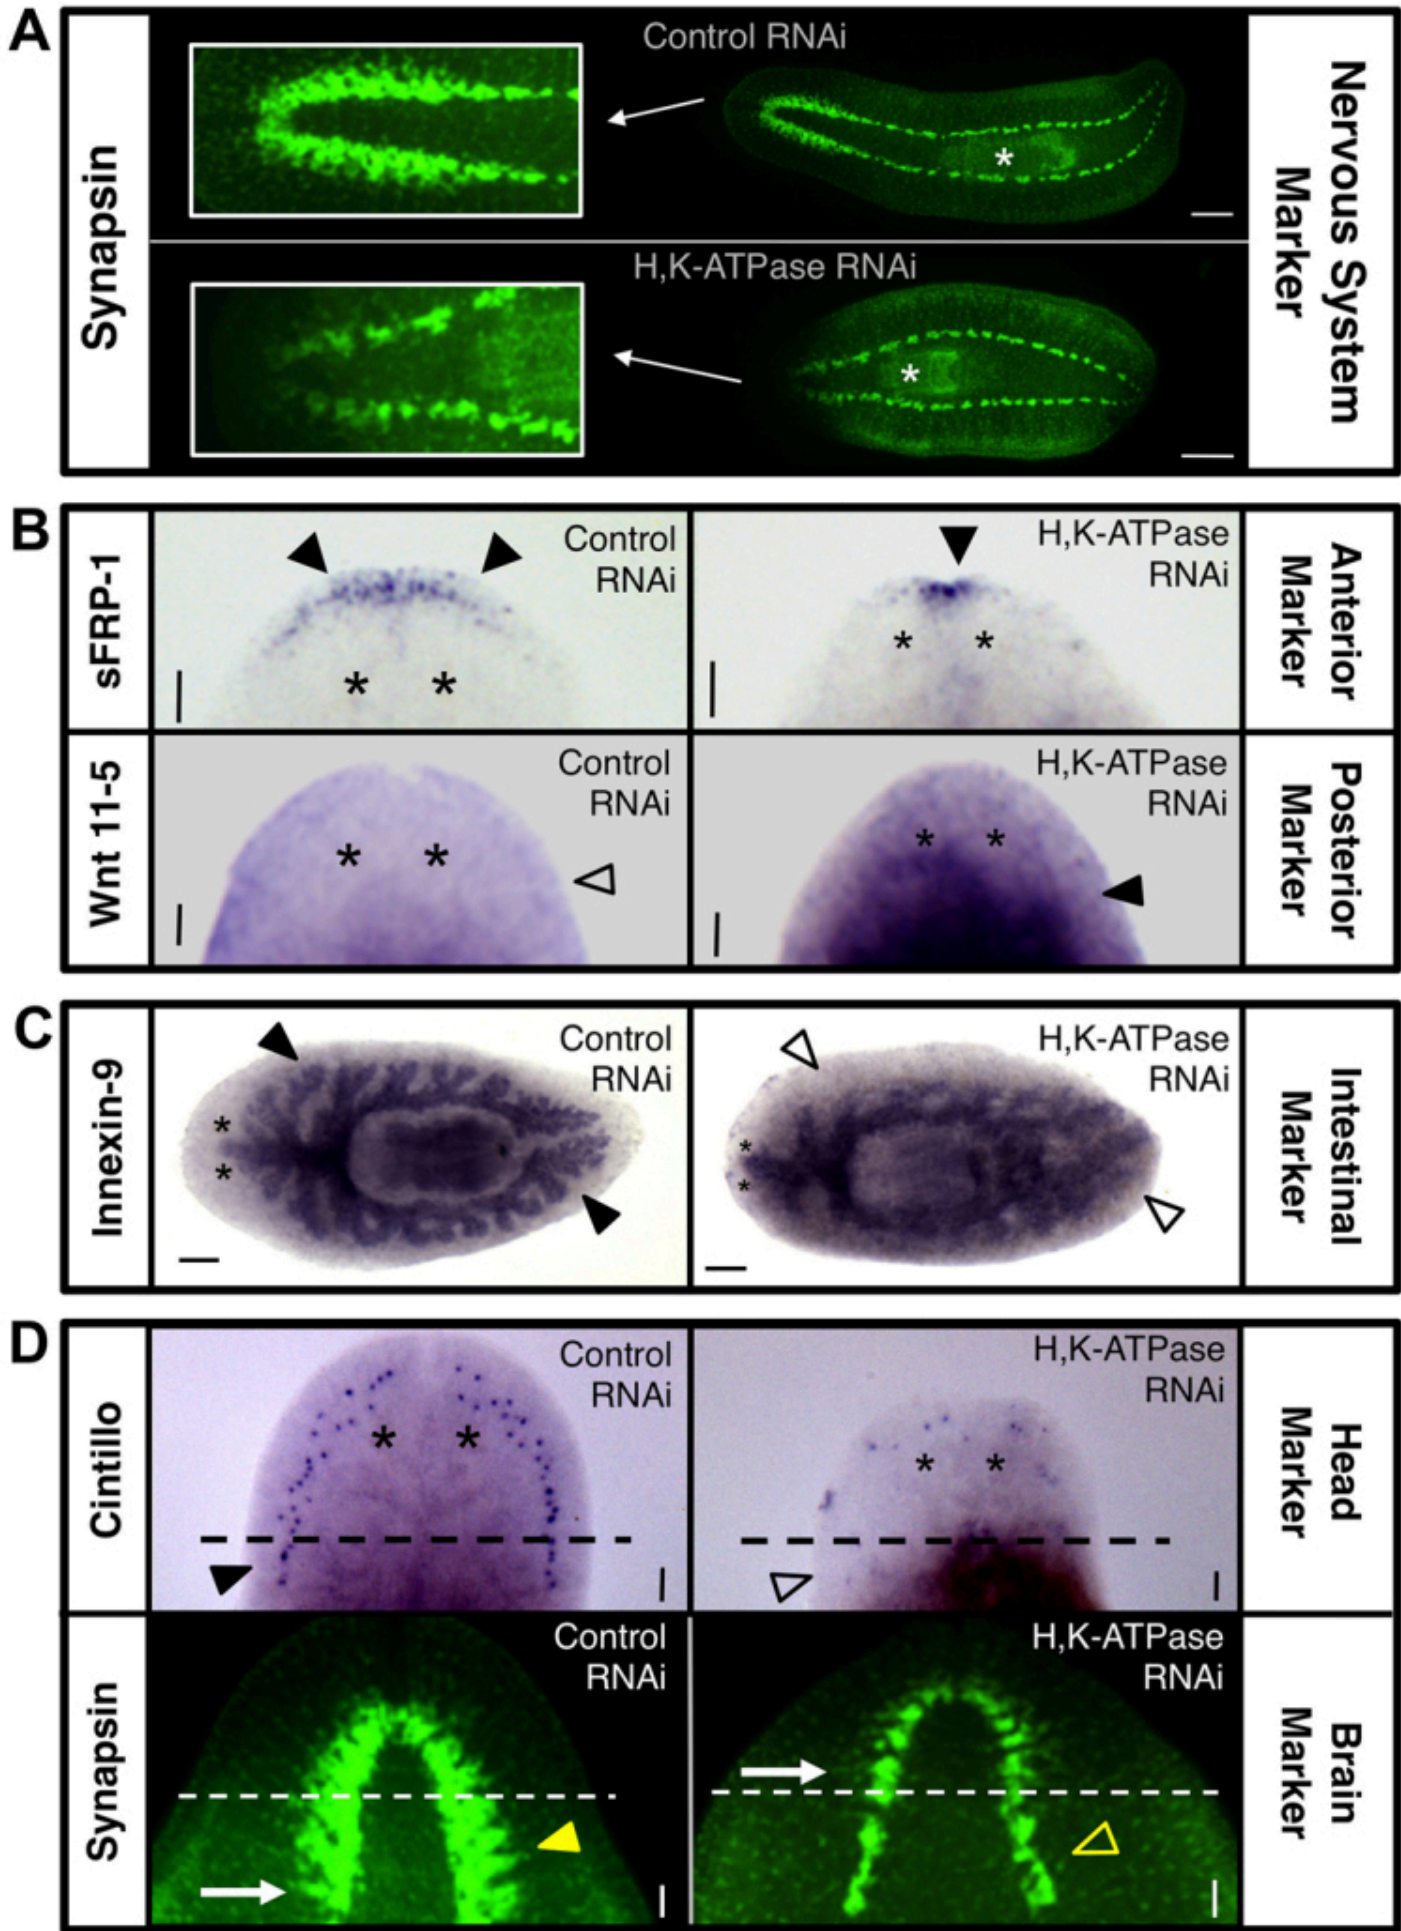 A
Synapsin
Control RNAi
*
H,K-ATPase RNAi
*
Nervous System
Marker
B
sFRP-1
Control
RNAi
* *
H,K-ATPase
RNAi
* *
Anterior
Marker
Wnt 11-5
Control
RNAi
* *
H,K-ATPase
RNAi
* *
Posterior
Marker
C
Innexin-9
Control
RNAi
*
*
H,K-ATPase
RNAi
*
*
Intestinal
Marker
D
Cintillo
Control
RNAi
* *
H,K-ATPase
RNAi
* *
Head
Marker
Synapsin
Control
RNAi
H,K-ATPase
RNAi
Brain
Marker